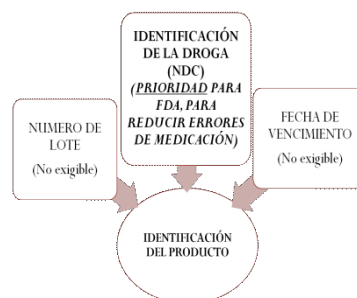 IDENTIFICACIÓN
DE LA DROGA
(NDC)
(PRIORIDAD PARA
FDA, PARA
REDUCIR ERRORES
DE MEDICACIÓN)
NUMERO DE
LOTE
(No exigible)
FECHA DE
VENCIMIENTO
(No exigible)
IDENTIFICACIÓN
DEL PRODUCTO